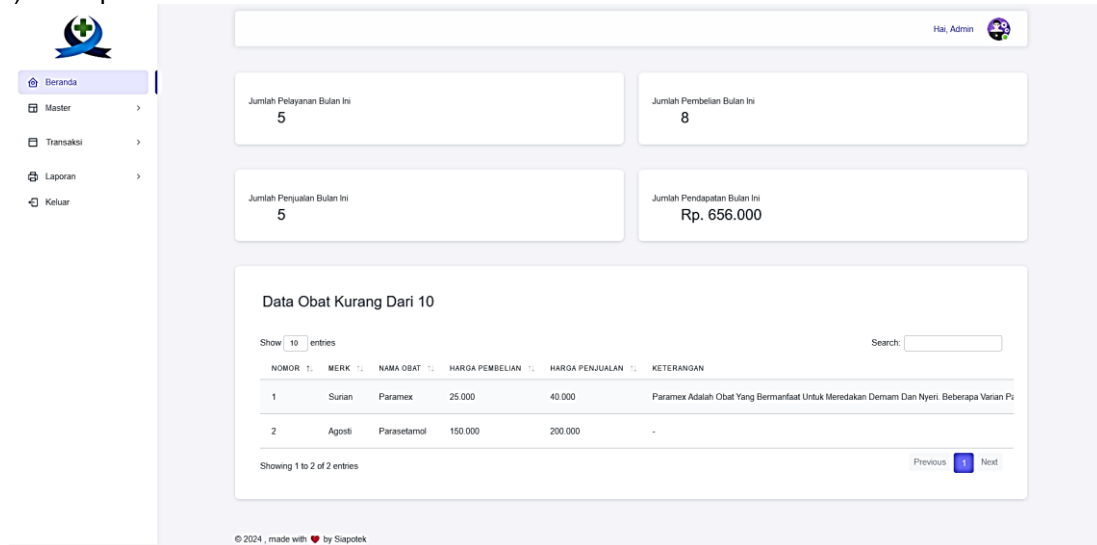 Hai, Admin
Beranda
Master
Transaksi
Laporan
Keluar
Jumlah Pelayanan Bulan Ini
5
Jumlah Pembelian Bulan Ini
8
Jumlah Penjualan Bulan Ini
5
Jumlah Pendapatan Bulan Ini
Rp. 656.000
Data Obat Kurang Dari 10
Show 10 entries
Search:
NOMOR MERK NAMA OBAT HARGA PEMBELIAN HARGA PENJUALAN KETERANGAN
1 Surian Paramex 25.000 40.000 Paramex Adalah Obat Yang Bermanfaat Untuk Meredakan Demam Dan Nyeri. Beberapa Varian
2 Agosti Parasetamol 150.000 200.000 -
Showing 1 to 2 of 2 entries
Previous 1 Next
© 2024 , made with ❤ by Siapotek